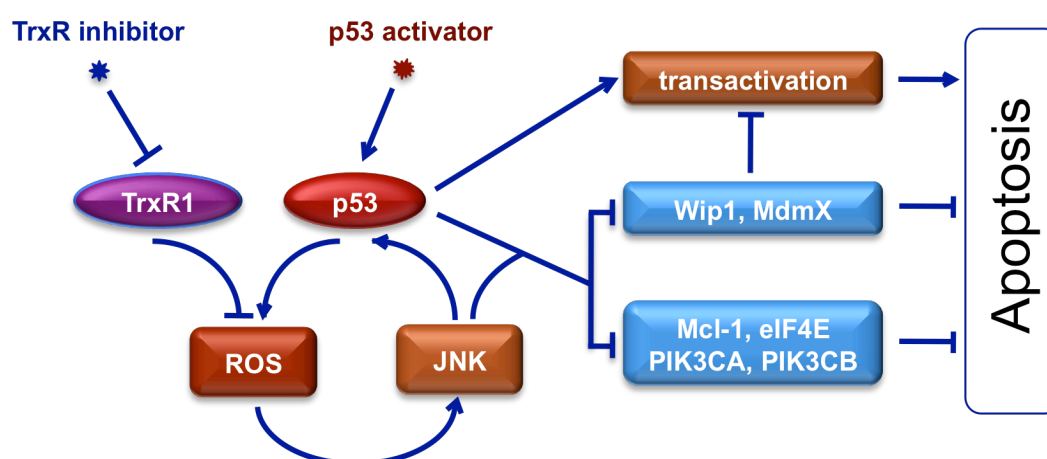 TrxR inhibitor
p53 activator
transactivation
TrxR1
p53
Wip1, MdmX
ROS
JNK
Mcl-1, eIF4E
PIK3CA, PIK3CB
Apoptosis